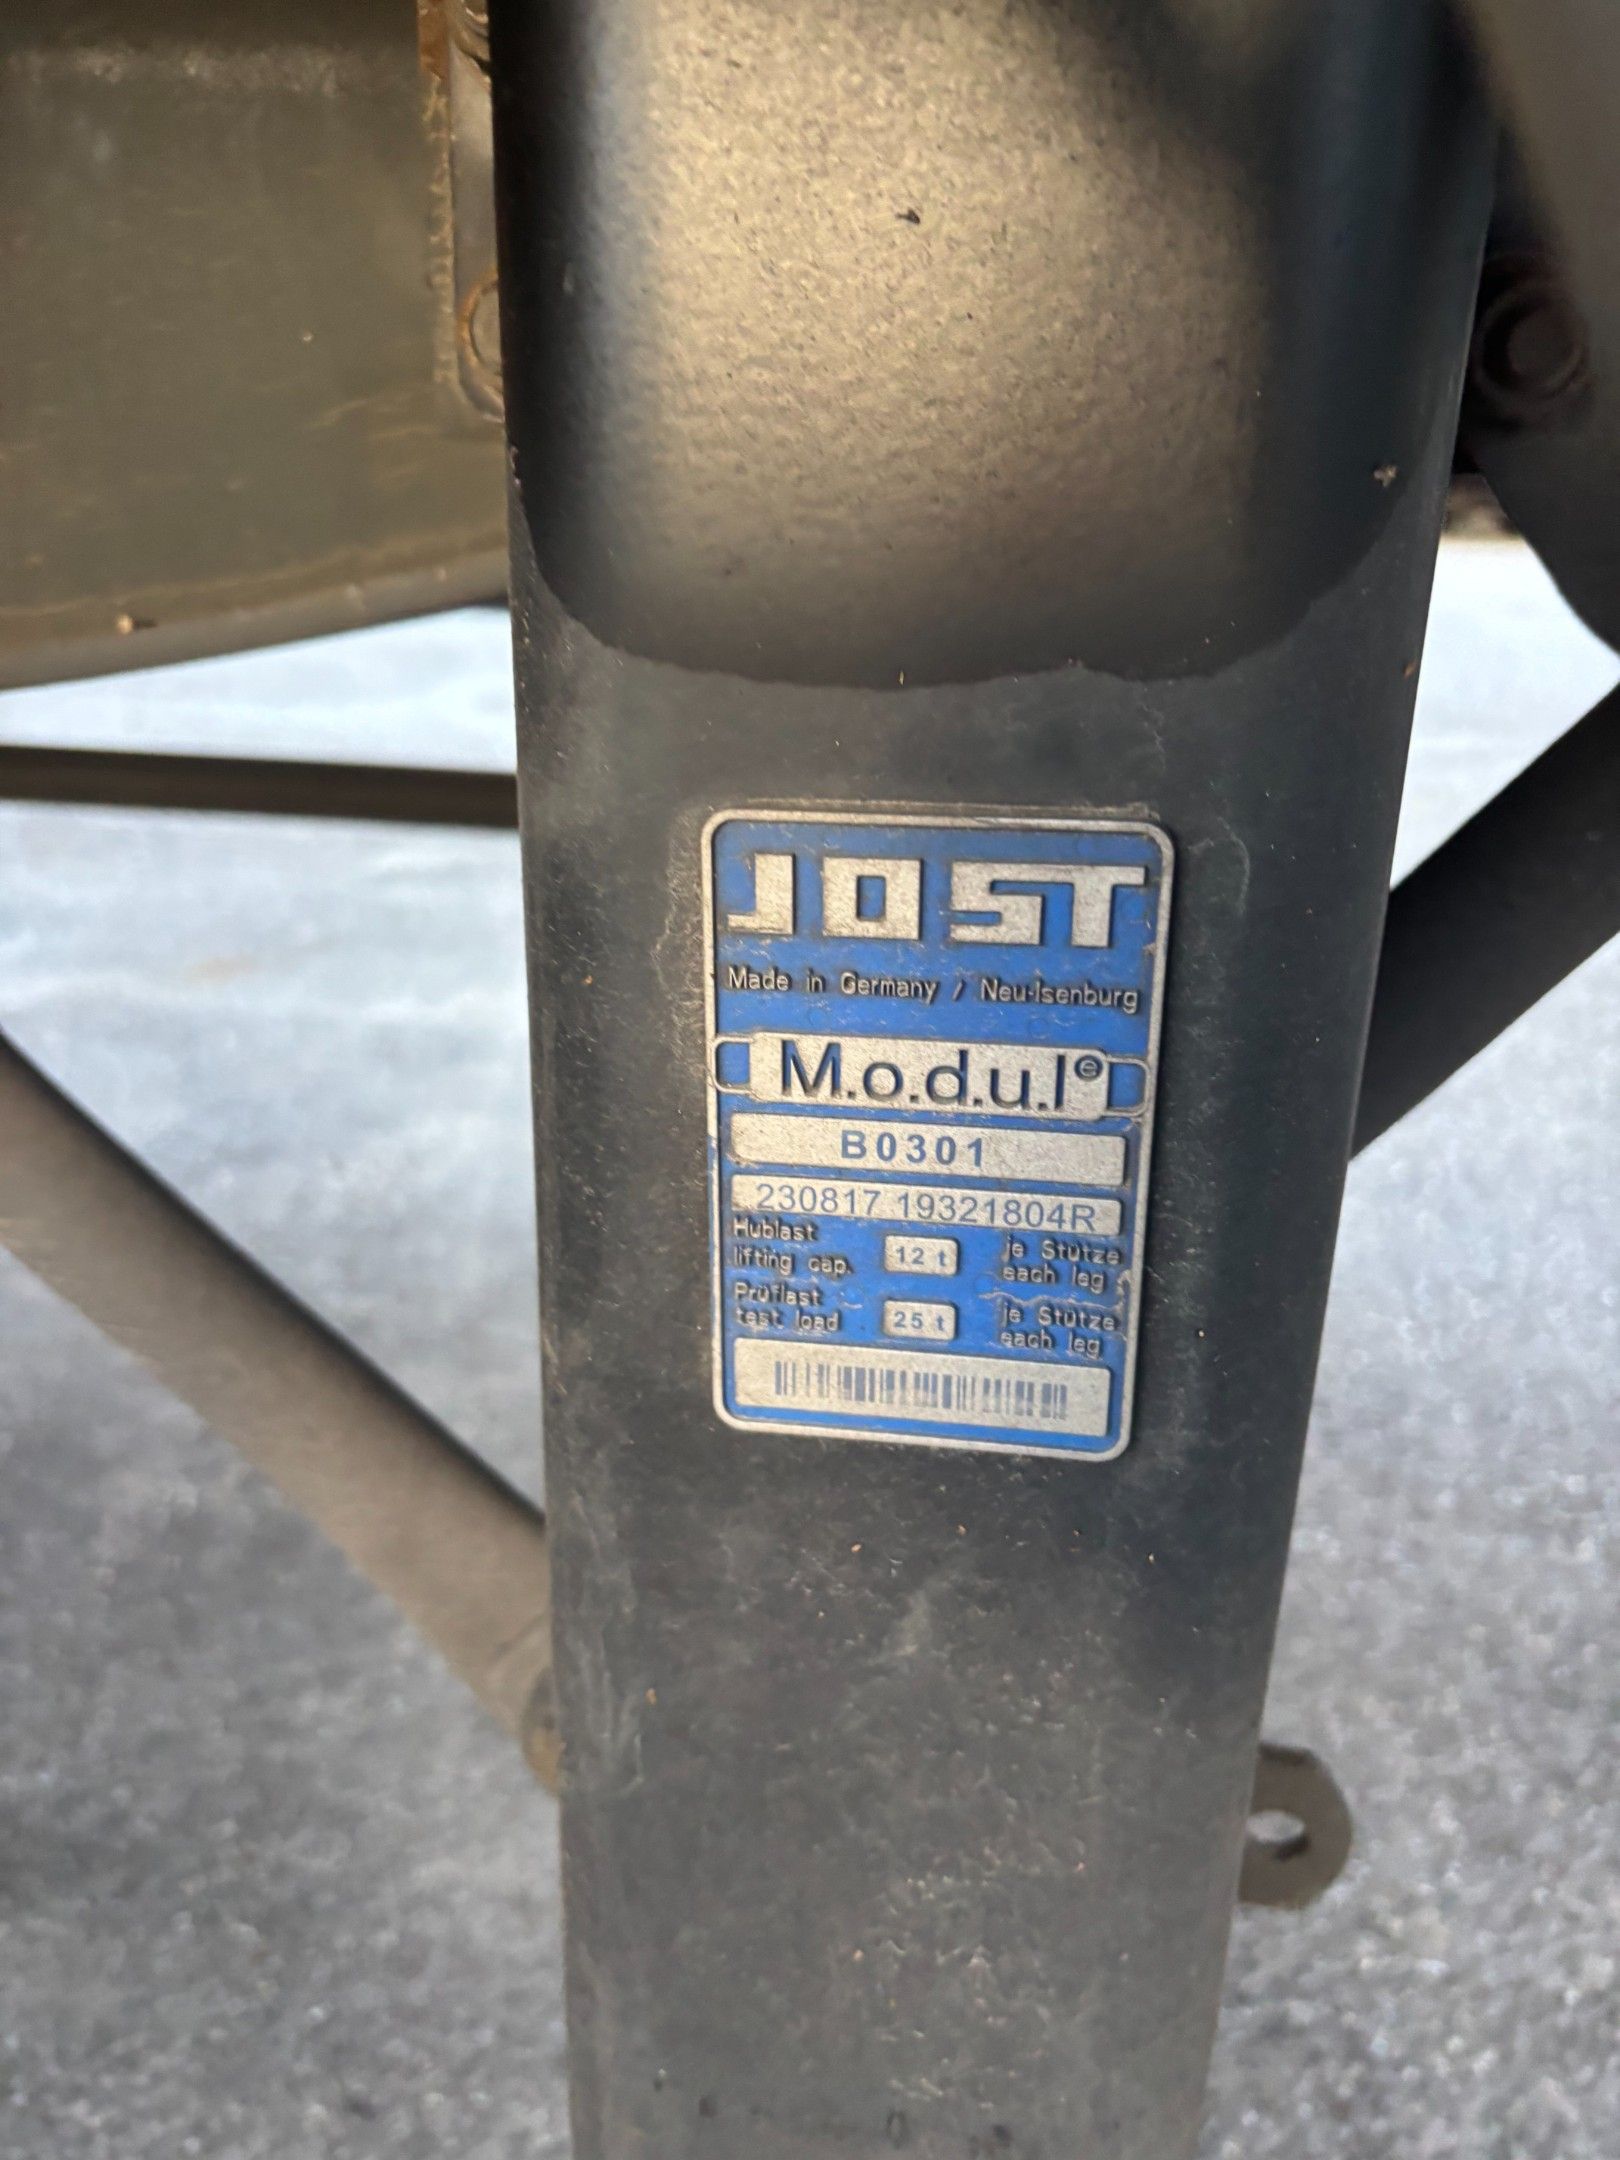 JOST
Made in Germany / Neu-Isenburg
M.o.d.u.l®
B0301
230817 19321804R
Hublast
lifting cap.
12 t
je Stütze
each leg
Prüflast
test load
25 t
je Stütze
each leg